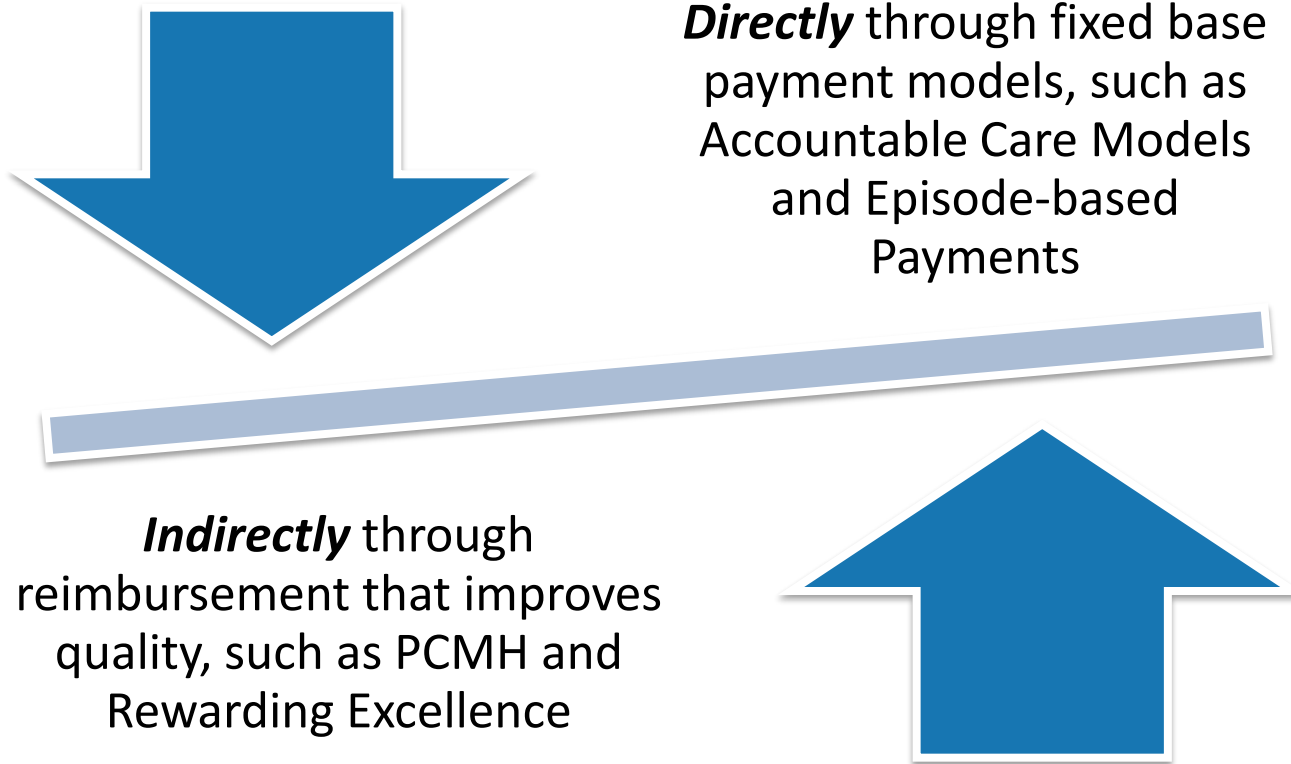 Directly through fixed base
payment models, such as
Accountable Care Models
and Episode-based
Payments
Indirectly through
reimbursement that improves
quality, such as PCMH and
Rewarding Excellence